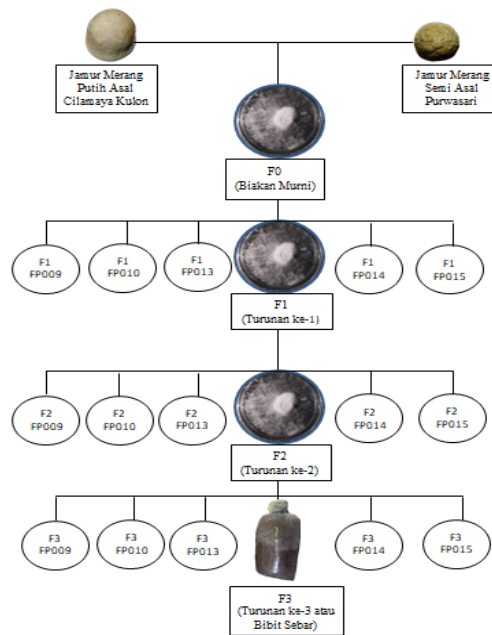 Jamur Merang
Putih Asal
Cilamaya Kulon
Jamur Merang
Semi Asal
Purwasari
F0
(Biakan Murni)
F1
FP009
F1
FP010
F1
FP013
F1
FP014
F1
FP015
F1
(Turunan ke-1)
F2
FP009
F2
FP010
F2
FP013
F2
FP014
F2
FP015
F2
(Turunan ke-2)
F3
FP009
F3
FP010
F3
FP013
F3
FP014
F3
FP015
F3
(Turunan ke-3 atau
Bibit Sebar)